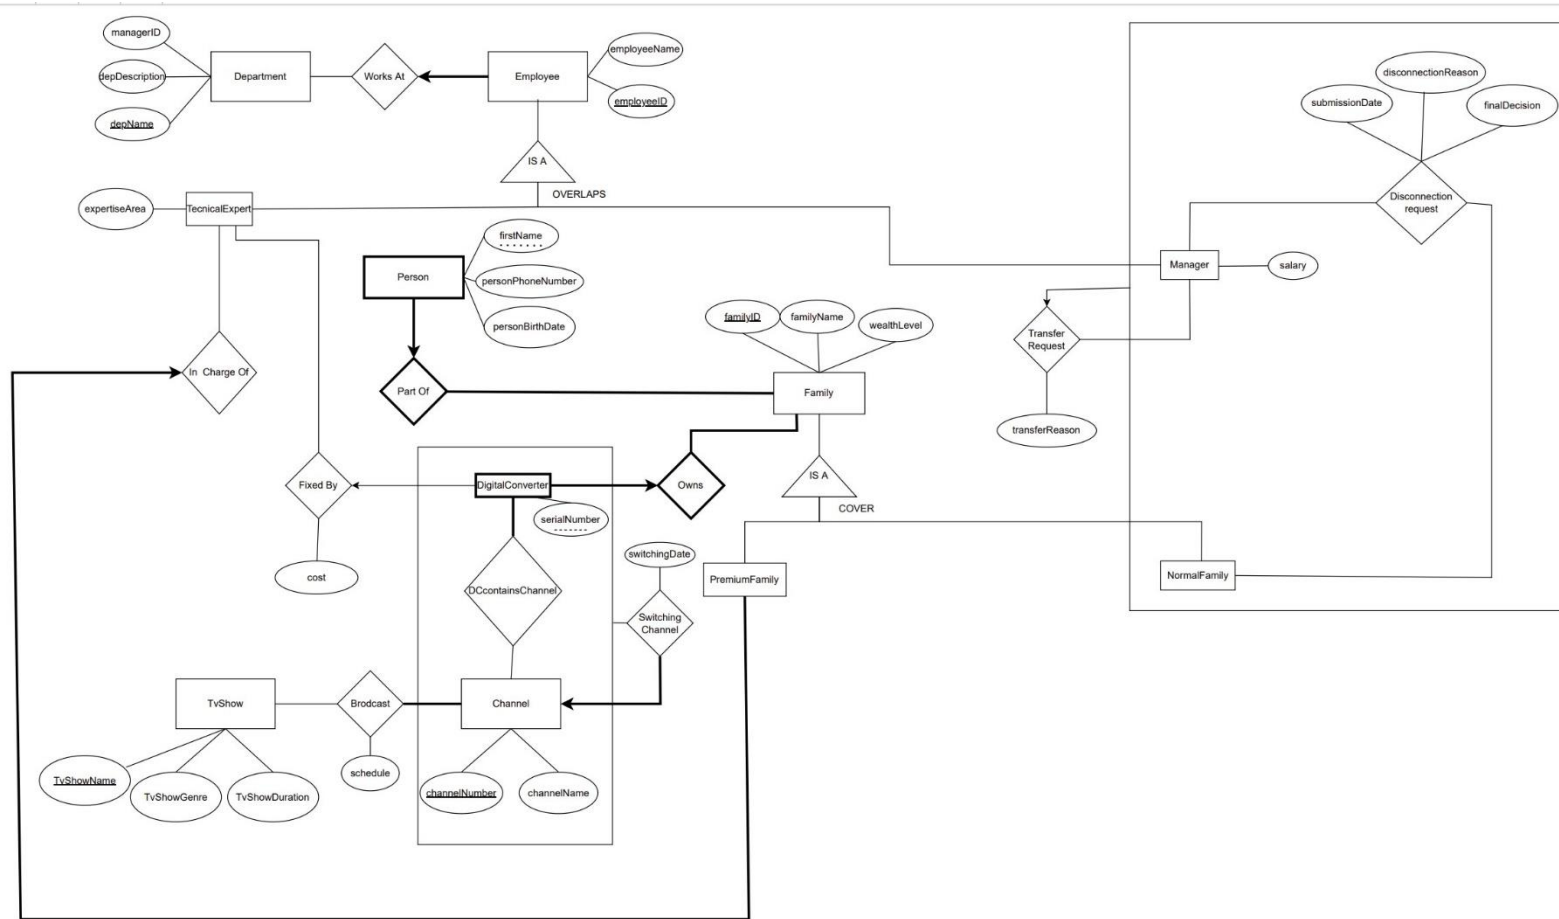 managerID
depDescription
depName
Department
Works At
Employee
employeeName
employeeID
IS A
OVERLAPS
expertiseArea
TecnicalExpert
firstName
Person
personPhoneNumber
personBirthDate
In Charge Of
Part Of
familyID
familyName
wealthLevel
Family
disconnectionReason
submissionDate
finalDecision
Disconnection
request
Manager
salary
Transfer
Request
transferReason
Fixed By
DigitalConverter
serialNumber
Owns
IS A
COVER
cost
DCcontainsChannel
switchingDate
Switching
Channel
PremiumFamily
NormalFamily
TvShow
Brodcast
Channel
TvShowName
TvShowGenre
TvShowDuration
schedule
channelNumber
channelName